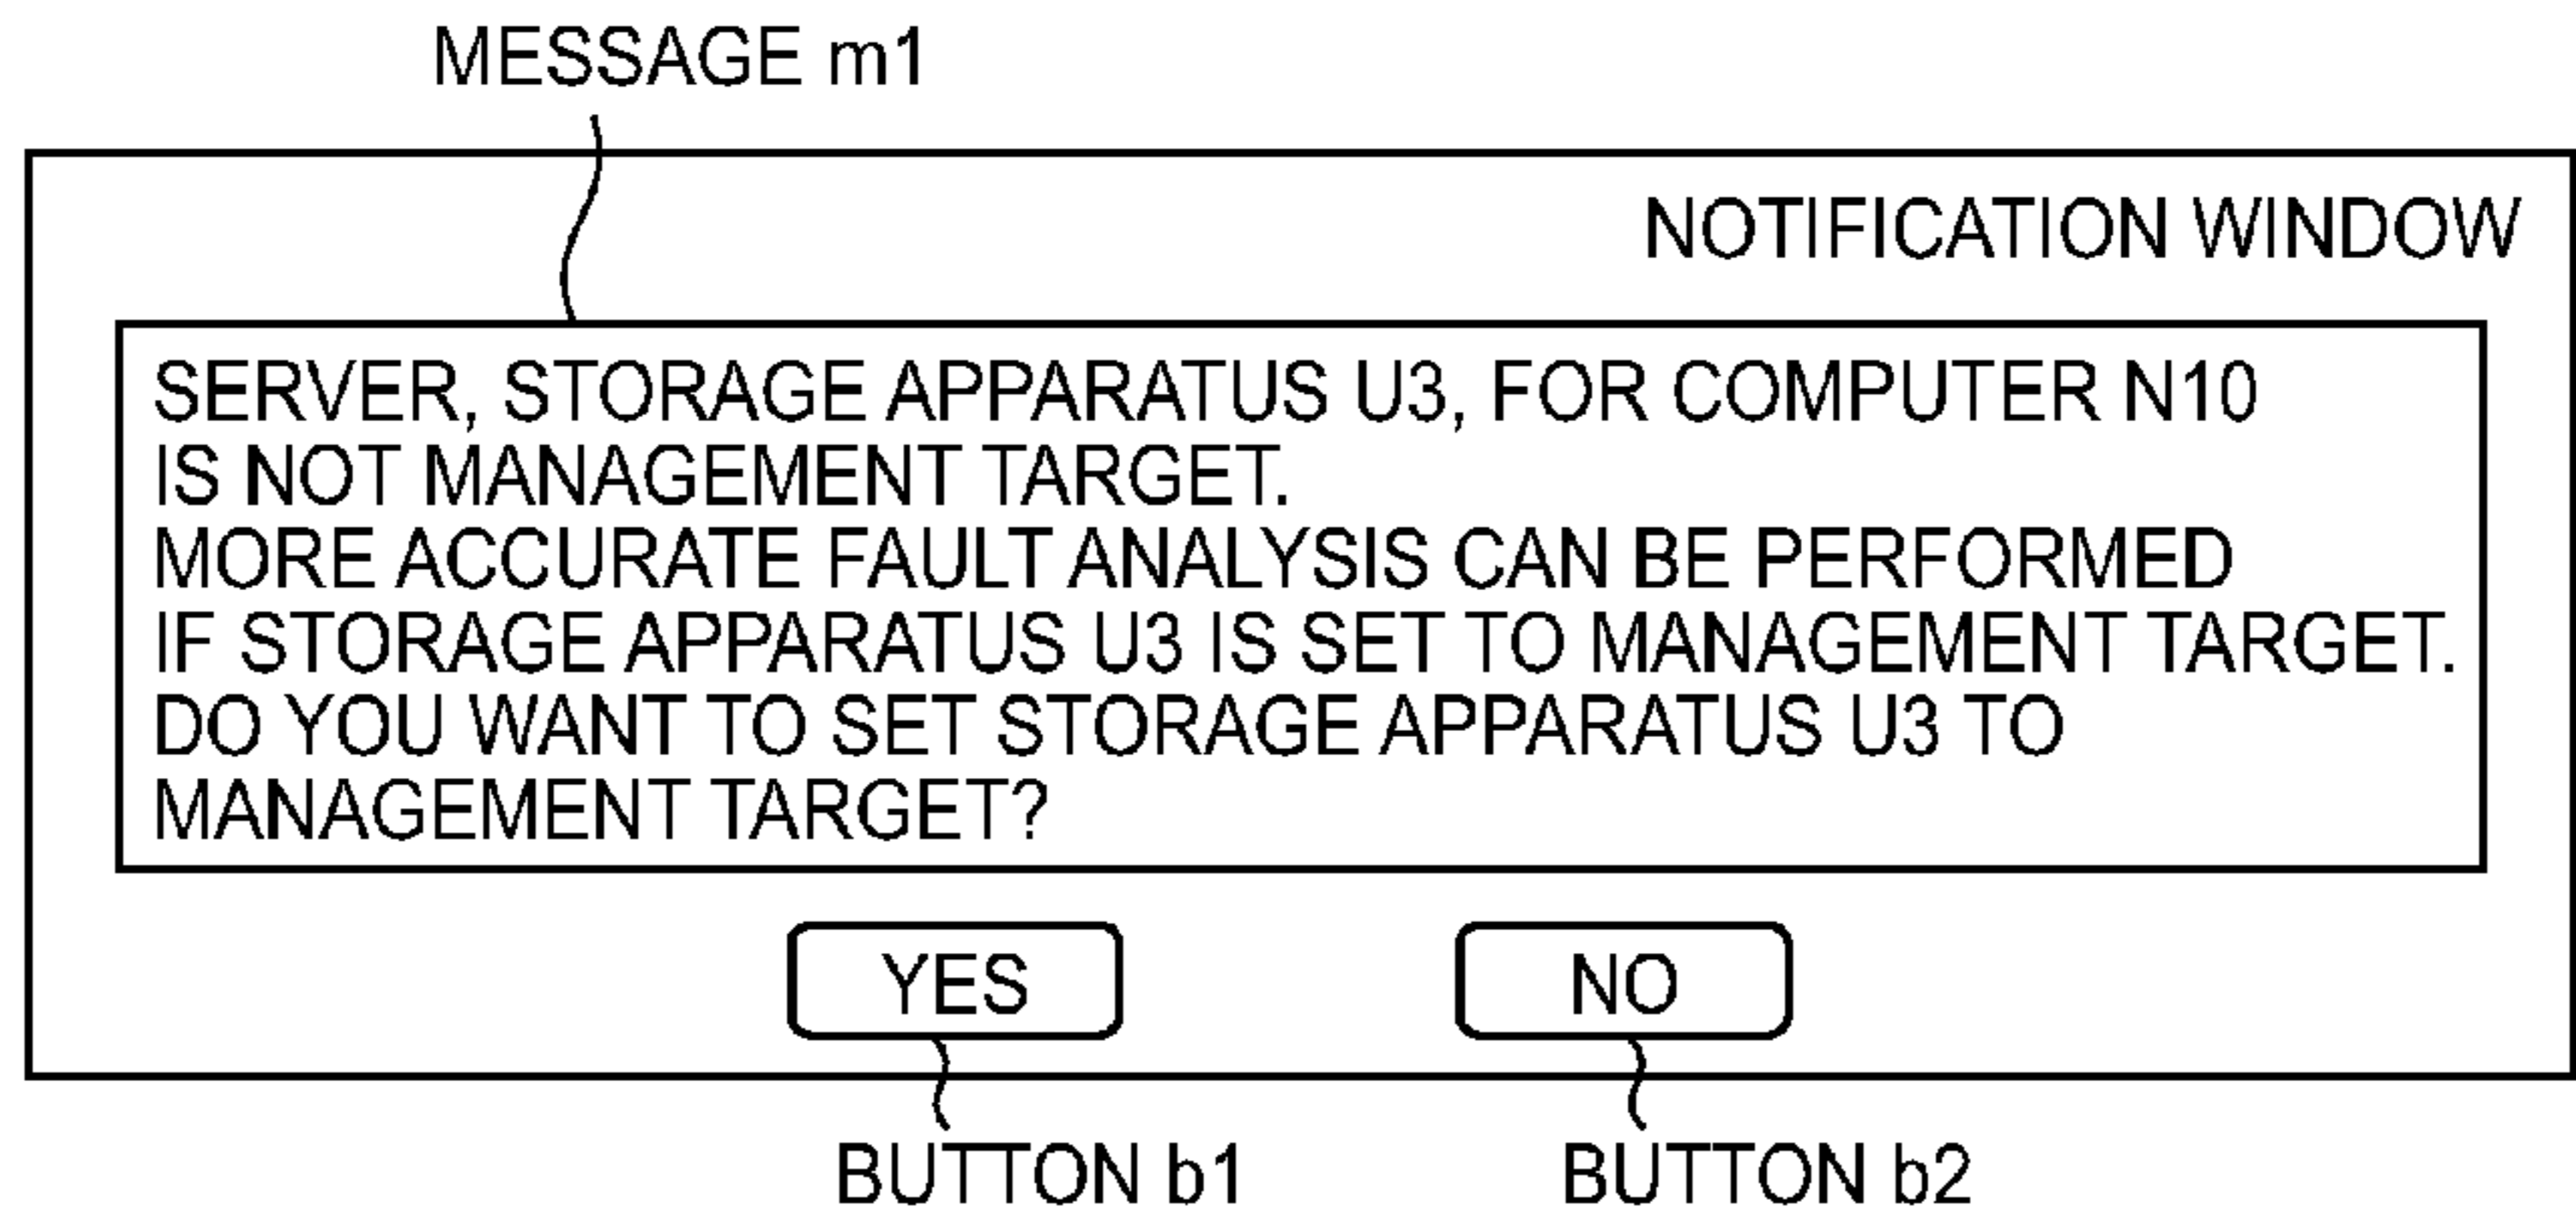 MESSAGE m1
NOTIFICATION WINDOW
SERVER, STORAGE APPARATUS U3, FOR COMPUTER N10
IS NOT MANAGEMENT TARGET.
MORE ACCURATE FAULT ANALYSIS CAN BE PERFORMED
IF STORAGE APPARATUS U3 IS SET TO MANAGEMENT TARGET.
DO YOU WANT TO SET STORAGE APPARATUS U3 TO
MANAGEMENT TARGET?
YES
NO
BUTTON b1
BUTTON b2